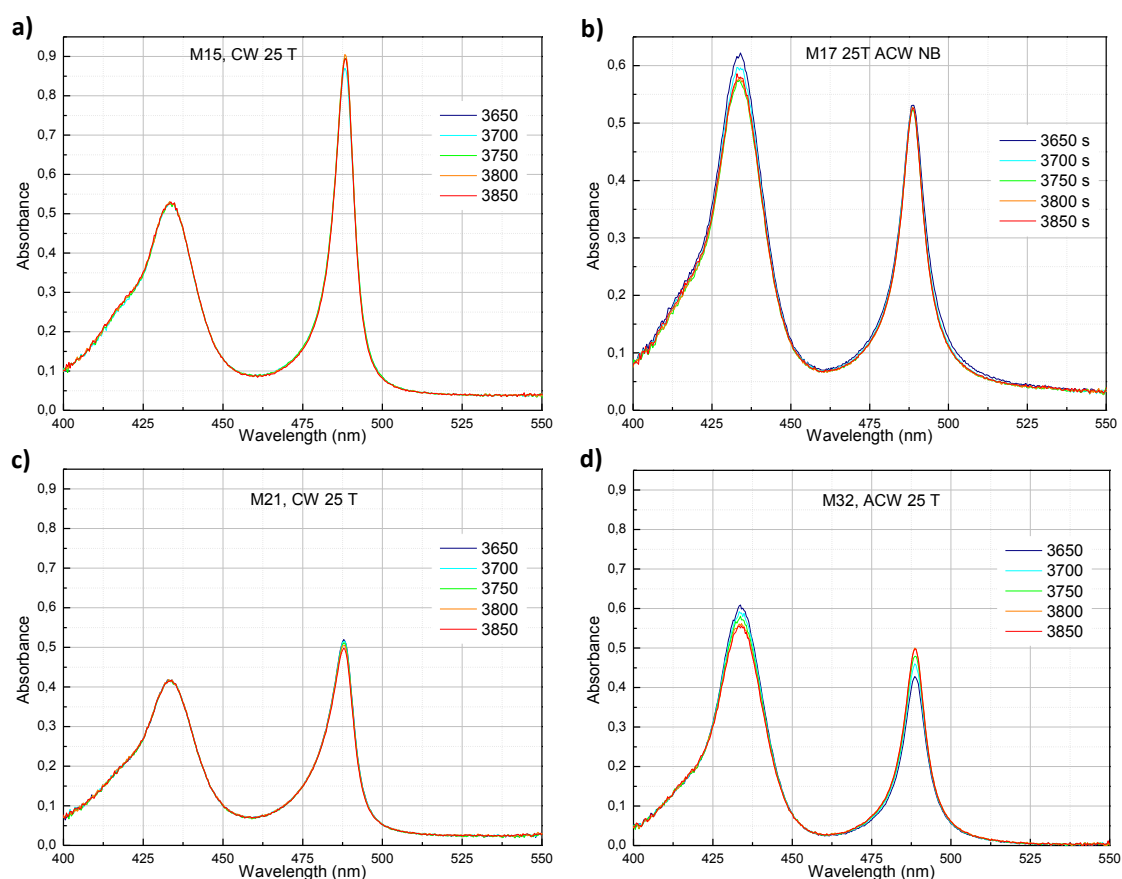 a)
M15, CW 25 T
0,9
0,8
0,7
0,6
0,5
0,4
0,3
0,2
0,1
0,0
Absorbance
3650
3700
3750
3800
3850
400 425 450 475 500 525 550
Wavelength (nm)
b)
M17 25T ACW NB
0,6
0,5
0,4
0,3
0,2
0,1
0,0
Absorbance
3650 s
3700 s
3750 s
3800 s
3850 s
400 425 450 475 500 525 550
Wavelength (nm)
c)
M21, CW 25 T
0,9
0,8
0,7
0,6
0,5
0,4
0,3
0,2
0,1
0,0
Absorbance
3650
3700
3750
3800
3850
400 425 450 475 500 525 550
Wavelength (nm)
d)
M32, ACW 25 T
0,9
0,8
0,7
0,6
0,5
0,4
0,3
0,2
0,1
0,0
Absorbance
3650
3700
3750
3800
3850
400 425 450 475 500 525 550
Wavelength (nm)